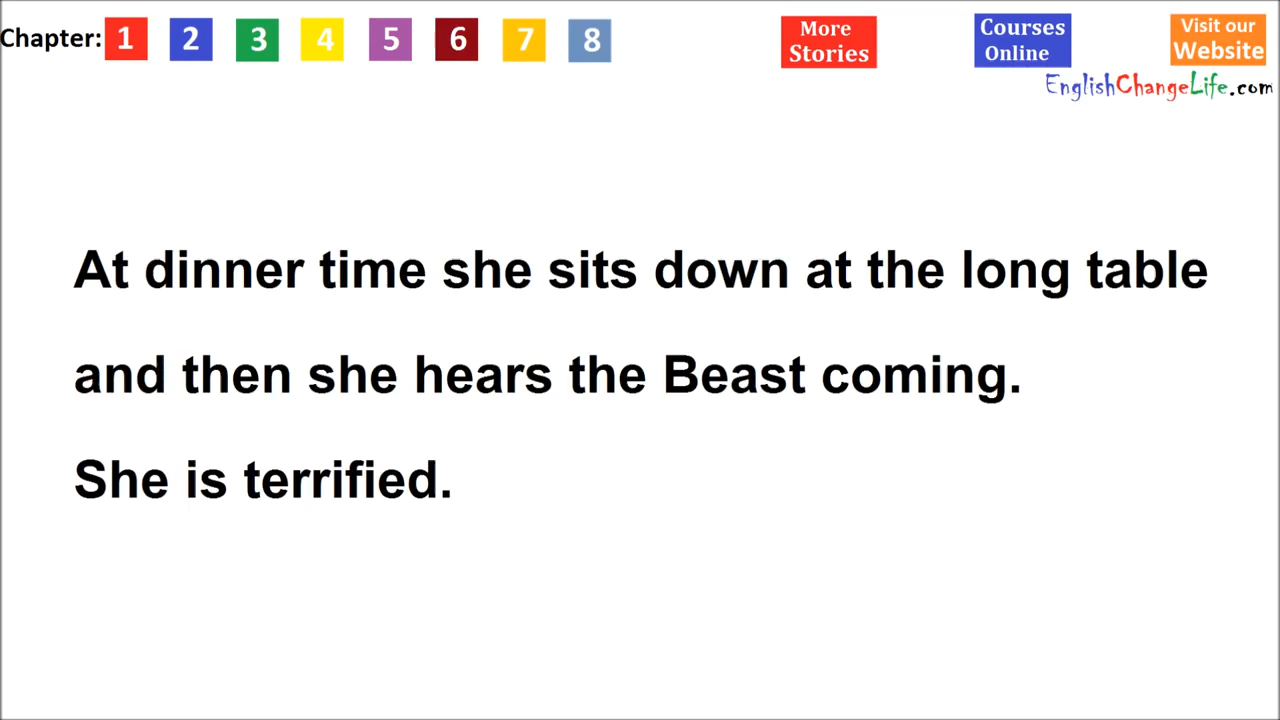 Chapter: 1 2 3 4 5 6 7 8
More
Stories
Courses
Online
Visit our
Website
EnglishChangeLife.com
At dinner time she sits down at the long table
and then she hears the Beast coming.
She is terrified.